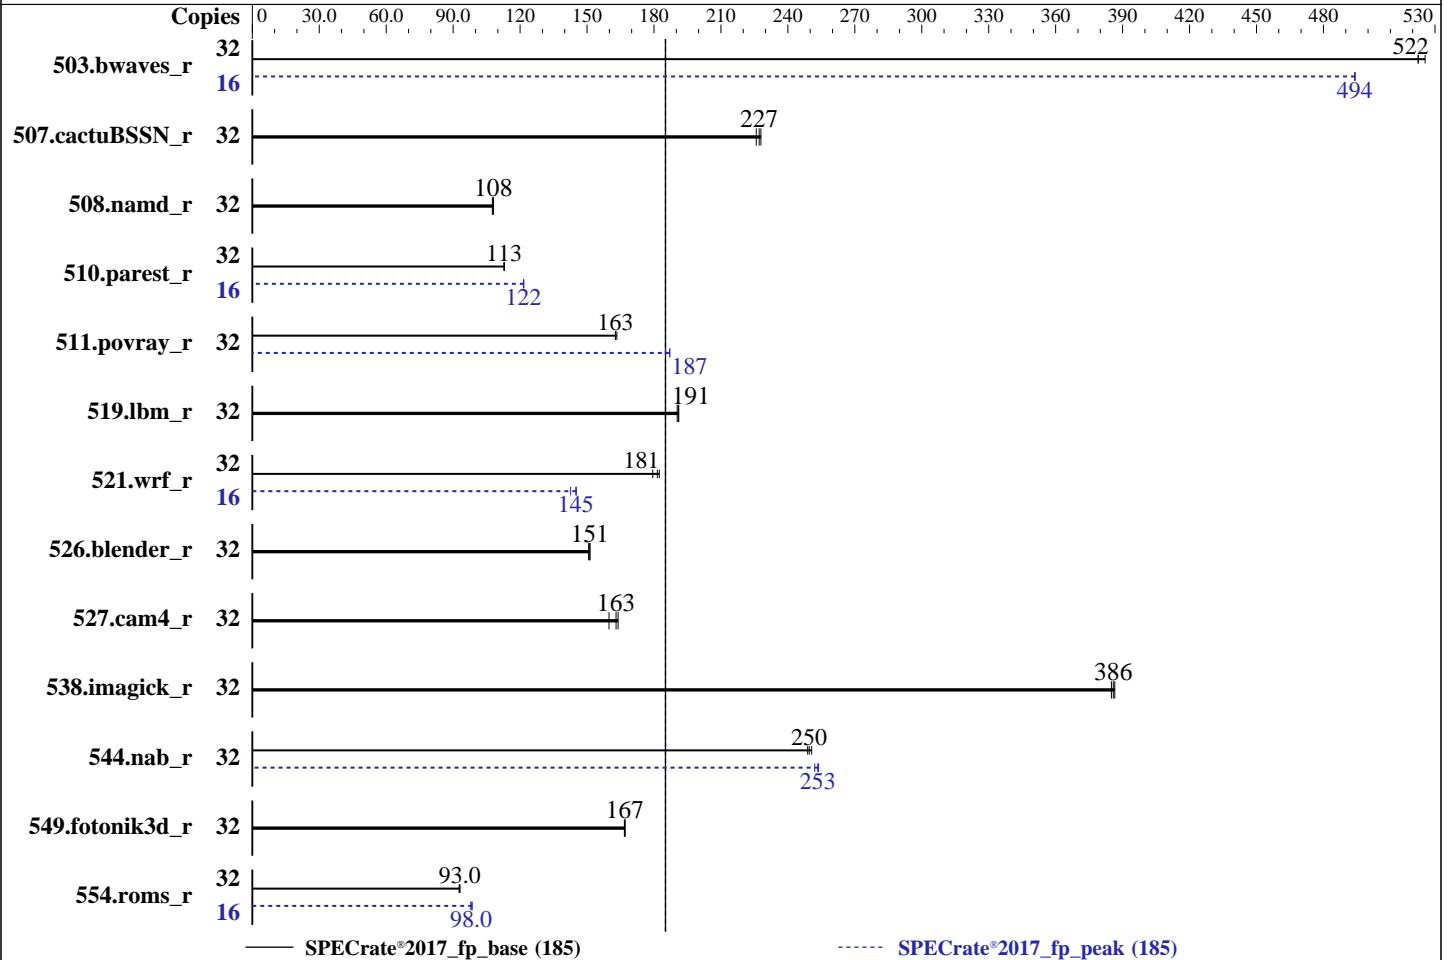 Copies 0 30.0 60.0 90.0 120 150 180 210 240 270 300 330 360 390 420 450 480 530
503.bwaves_r 32 522
16 494
507.cactuBSSN_r 32 227
508.namd_r 32 108
510.parest_r 32 113
16 122
511.povray_r 32 163
187
519.lbm_r 32 191
521.wrf_r 32 181
16 145
526.blender_r 32 151
527.cam4_r 32 163
538.imagick_r 32 386
544.nab_r 32 250
253
549.fotonik3d_r 32 167
554.roms_r 32 93.0
16 98.0
SPECrate®2017_fp_base (185) SPECrate®2017_fp_peak (185)